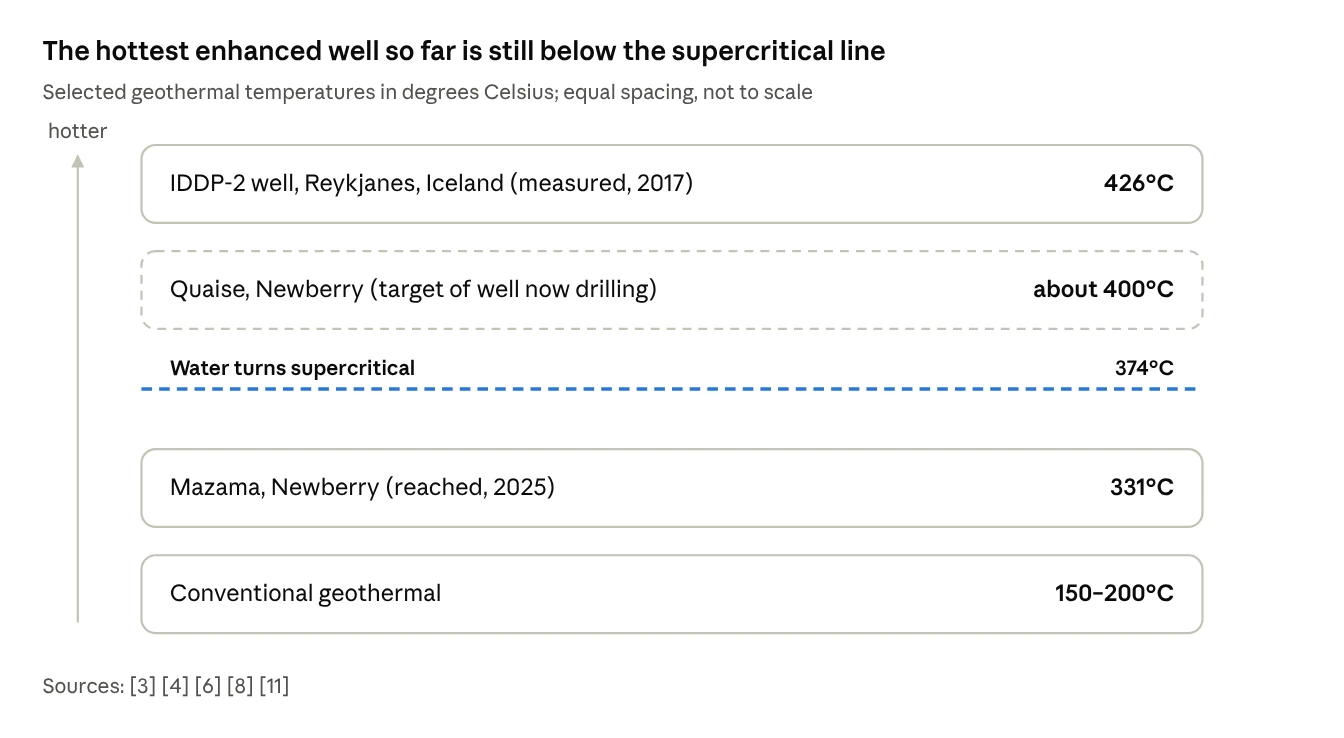 The hottest enhanced well so far is still below the supercritical line
Selected geothermal temperatures in degrees Celsius; equal spacing, not to scale
hotter
IDDP-2 well, Reykjanes, Iceland (measured, 2017) 426°C
Quaise, Newberry (target of well now drilling) about 400°C
Water turns supercritical 374°C
Mazama, Newberry (reached, 2025) 331°C
Conventional geothermal 150–200°C
Sources: [3] [4] [6] [8] [11]